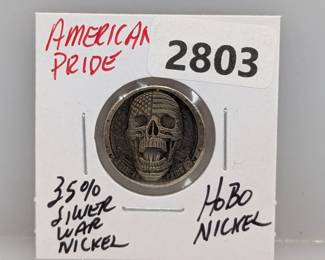 AMERICAN
PRIDE
2803
35%
SILVER
WAR
NICKEL
HOBO
NICKEL